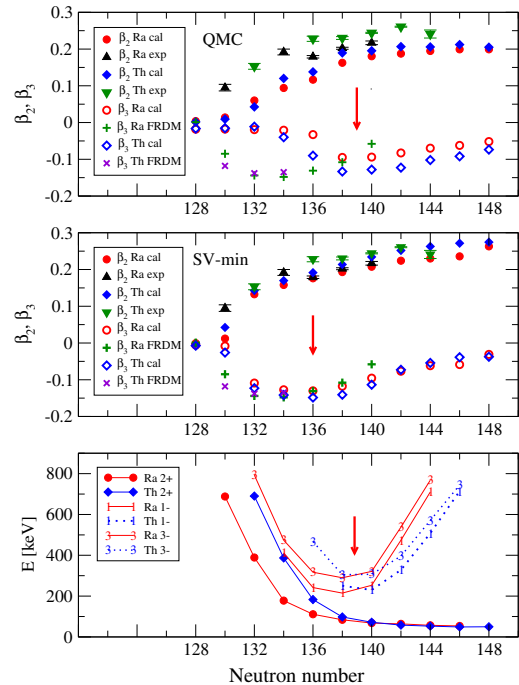 0.3
0.2
0.1
0
-0.1
-0.2
β2, β3
QMC
β2 Ra cal
β2 Ra exp
β2 Th cal
β2 Th exp
β3 Ra cal
β3 Ra FRDM
β3 Th cal
β3 Th FRDM
128 132 136 140 144 148
0.3
0.2
0.1
0
-0.1
-0.2
β2, β3
SV-min
β2 Ra cal
β2 Ra exp
β2 Th cal
β2 Th exp
β3 Ra cal
β3 Ra FRDM
β3 Th cal
β3 Th FRDM
128 132 136 140 144 148
800
600
400
200
0
E [keV]
Ra 2+
Th 2+
Ra 1-
Th 1-
Ra 3-
Th 3-
128 132 136 140 144 148
Neutron number